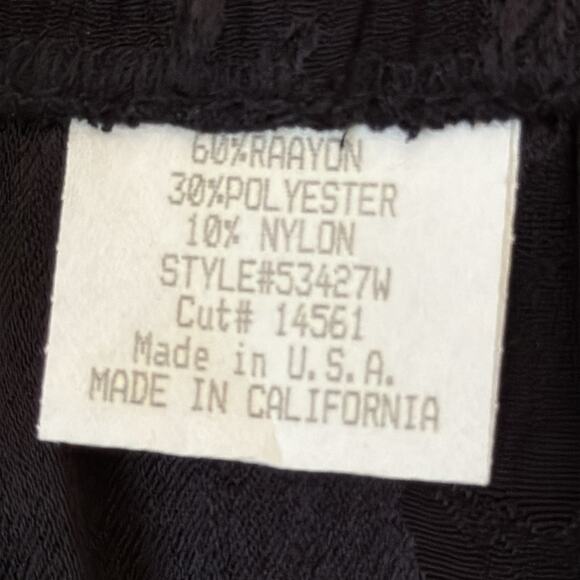 60%RAAYON
30%POLYESTER
10% NYLON
STYLE#53427W
Cut# 14561
Made in U.S.A.
MADE IN CALIFORNIA